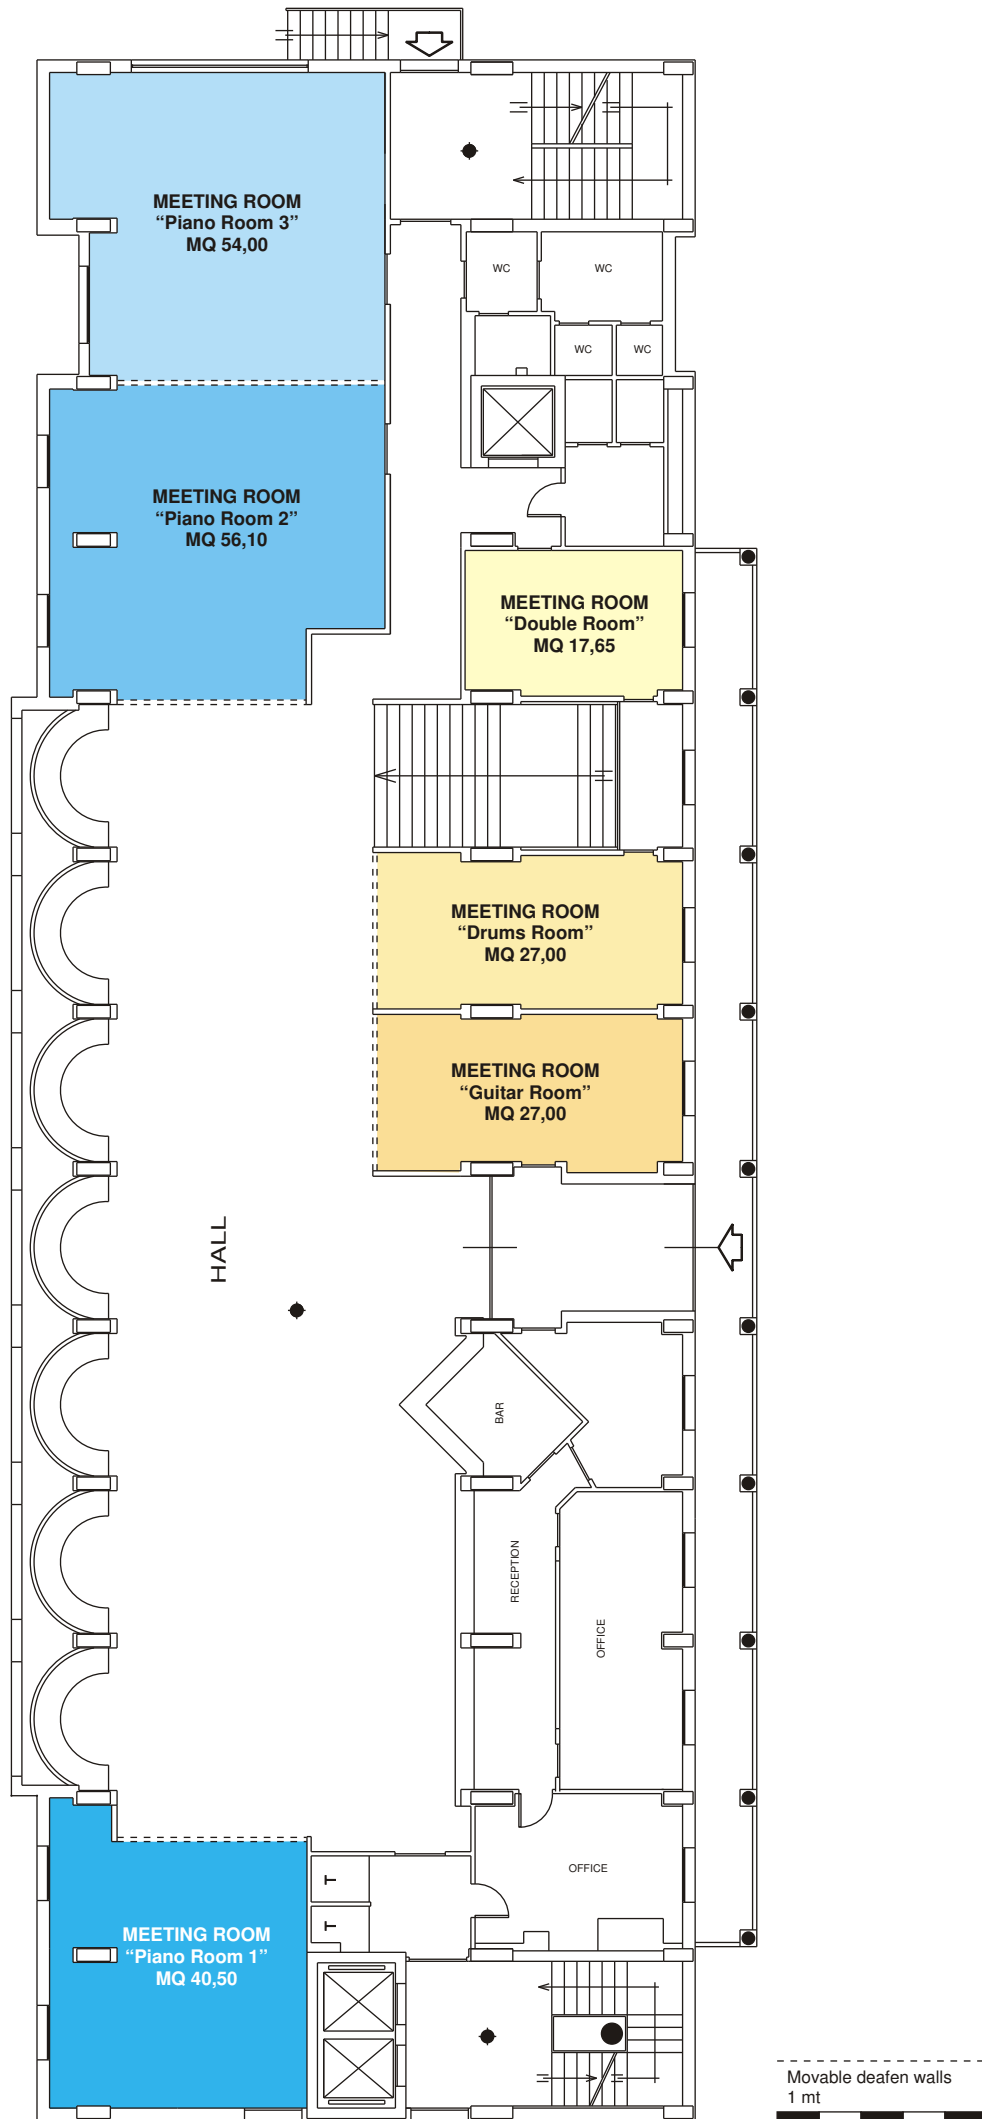 MEETING ROOM
“Piano Room 3”
MQ 54,00
WC
WC
WC
WC
MEETING ROOM
“Piano Room 2”
MQ 56,10
MEETING ROOM
“Double Room”
MQ 17,65
MEETING ROOM
“Drums Room”
MQ 27,00
MEETING ROOM
“Guitar Room”
MQ 27,00
HALL
BAR
RECEPTION
OFFICE
OFFICE
T
T
MEETING ROOM
“Piano Room 1”
MQ 40,50
Movable deafen walls
1 mt